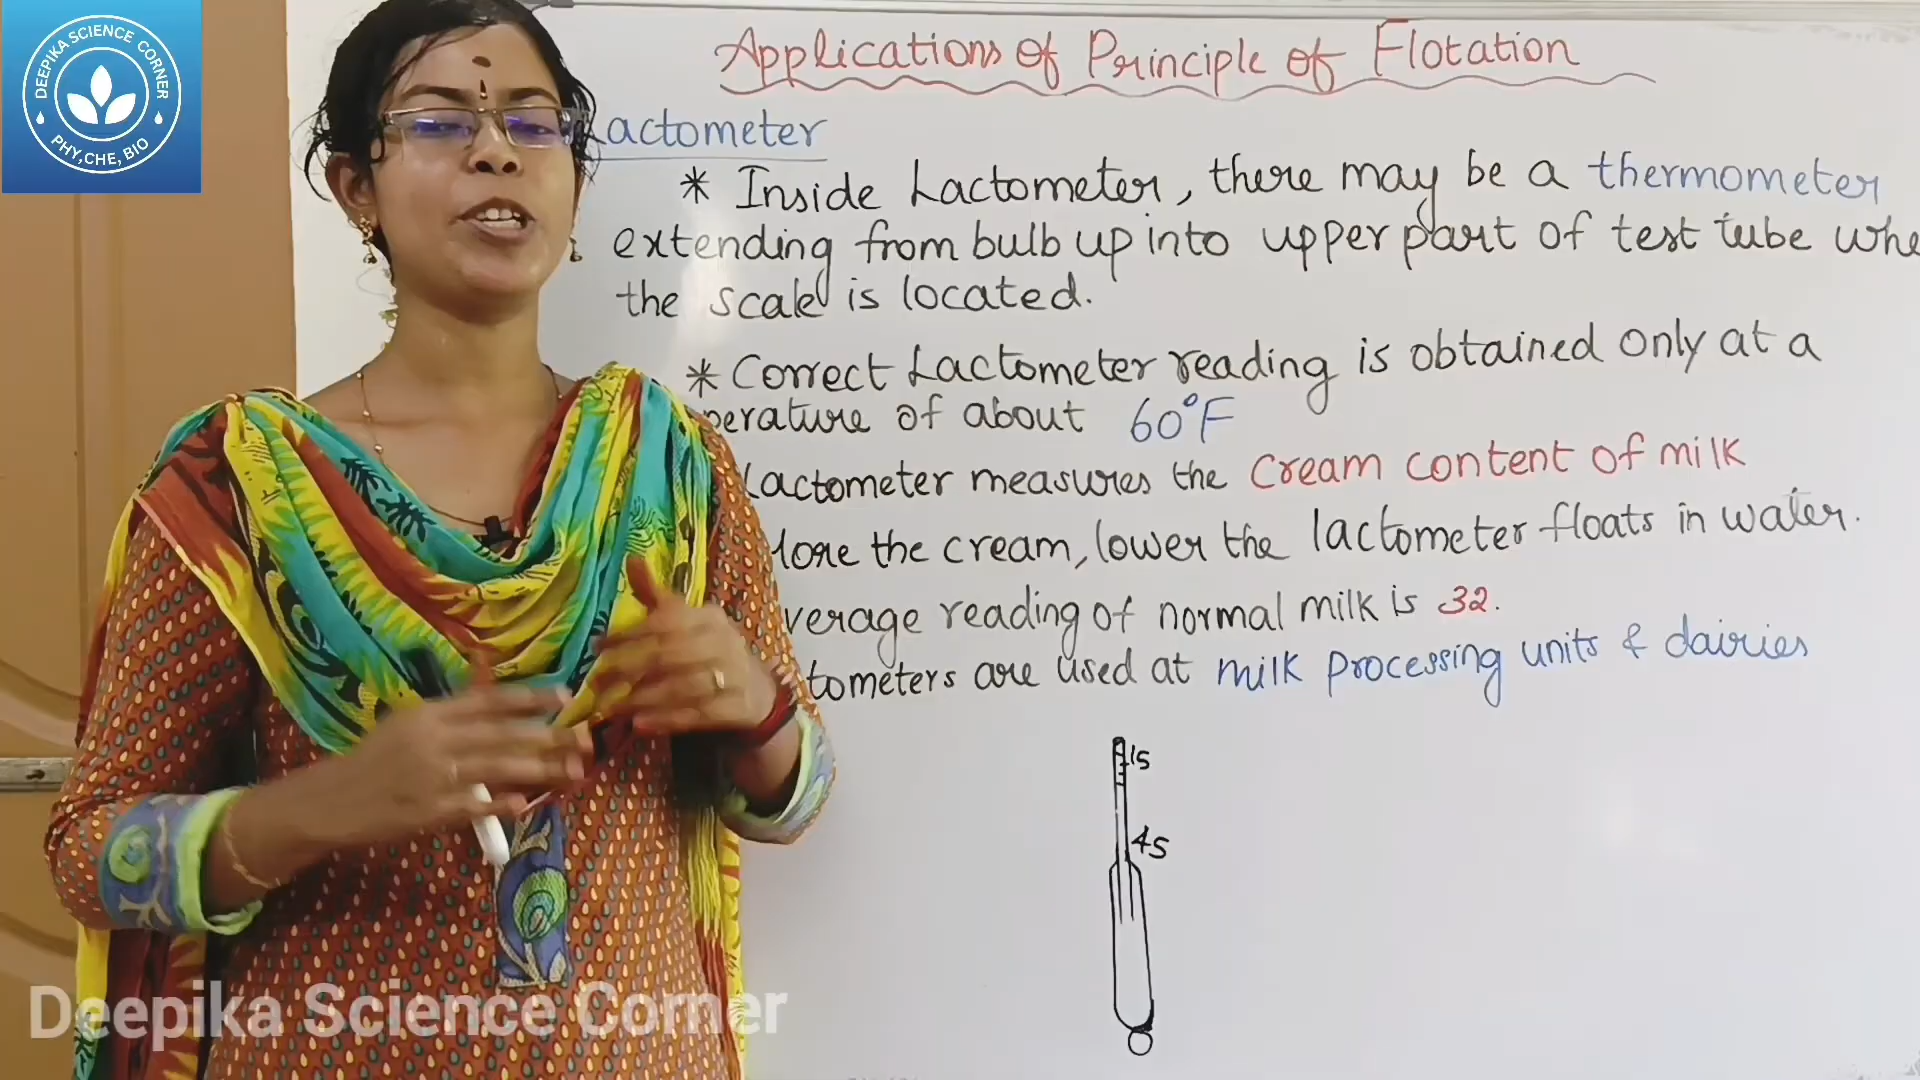 DEEPIKA SCIENCE CORNER
PHY,CHE, BIO
Applications of Principle of Flotation
Lactometer
* Inside Lactometer, there may be a thermometer
extending from bulb up into upper part of test tube whe
the scale is located.
* Correct Lactometer reading is obtained only at a
perature of about 60°F
Lactometer measures the cream content of milk
More the cream, lower the lactometer floats in water.
verage reading of normal milk is 32.
tometers are used at milk processing units & dairies
15
45
Deepika Science Corner